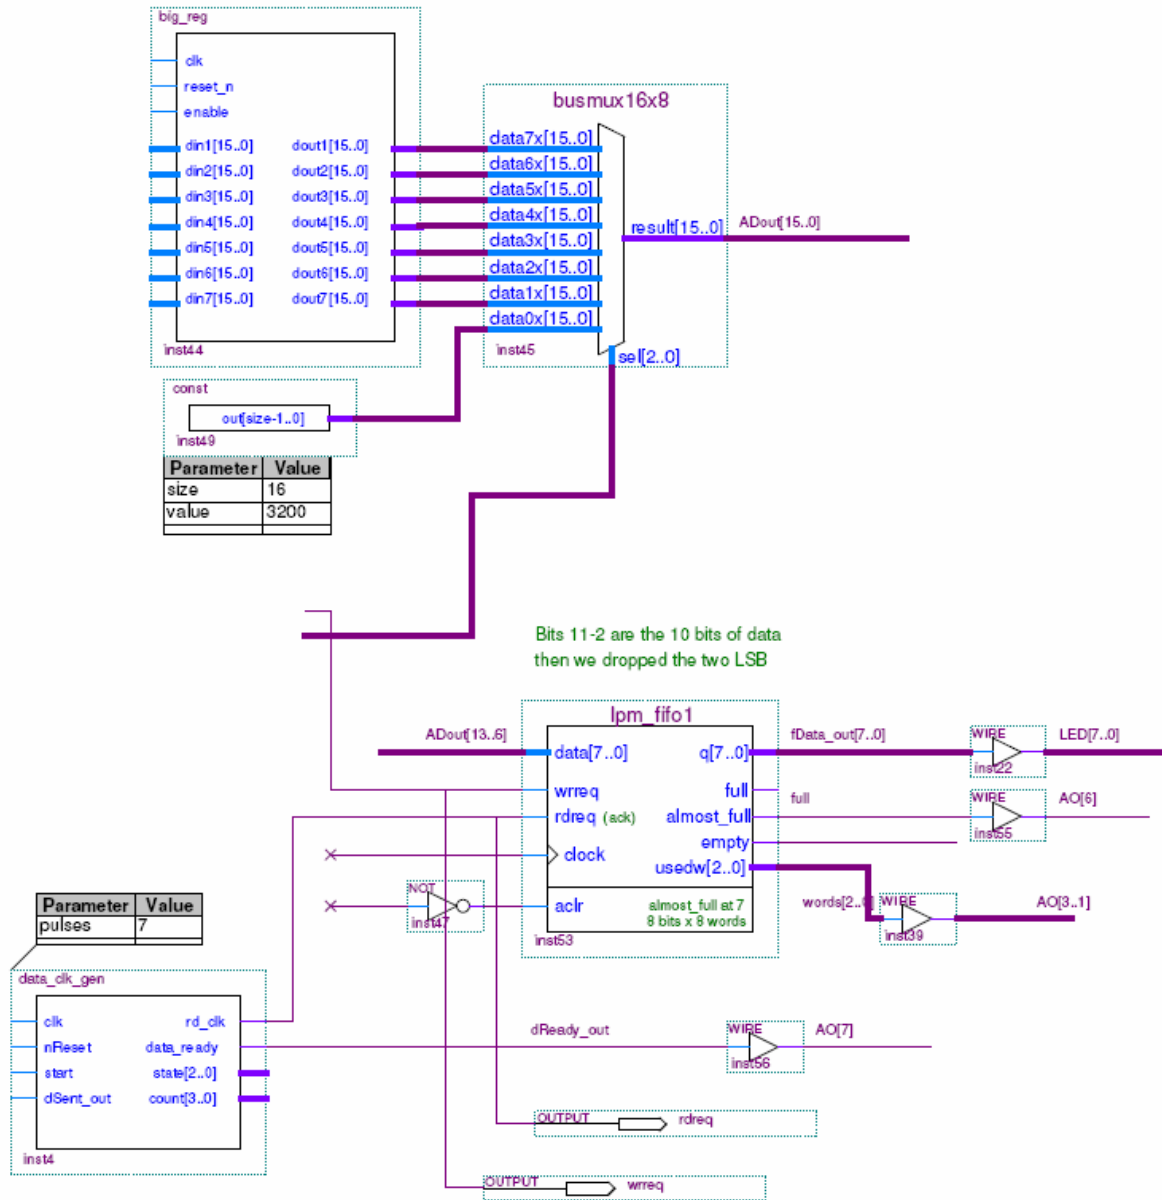 big_reg
clk
reset_n
enable
din1[15..0] dout1[15..0]
din2[15..0] dout2[15..0]
din3[15..0] dout3[15..0]
din4[15..0] dout4[15..0]
din5[15..0] dout5[15..0]
din6[15..0] dout6[15..0]
din7[15..0] dout7[15..0]
inst44
busmux16x8
data7x[15..0]
data6x[15..0]
data5x[15..0]
data4x[15..0]
data3x[15..0]
data2x[15..0]
data1x[15..0]
data0x[15..0]
result[15..0]
sel[2..0]
inst45
ADout[15..0]
const
out[size-1..0]
inst49
Parameter Value
size 16
value 3200
Bits 11-2 are the 10 bits of data
then we dropped the two LSB
lpm_fifo1
ADout[13..6]
data[7..0] q[7..0]
wrreq full
rdreq (ack) almost_full
empty
clock
usedw[2..0]
aclr
almost_full at 7
8 bits x 8 words
inst53
fData_out[7..0]
WIRE
inst22
LED[7..0]
full
WIRE
inst55
AO[6]
words[2..0]
WIRE
inst39
AO[3..1]
NOT
inst47
Parameter Value
pulses 7
data_clk_gen
clk rd_clk
nReset data_ready
start state[2..0]
dSent_out count[3..0]
inst4
dReady_out
WIRE
inst56
AO[7]
OUTPUT
rdreq
OUTPUT
wrreq